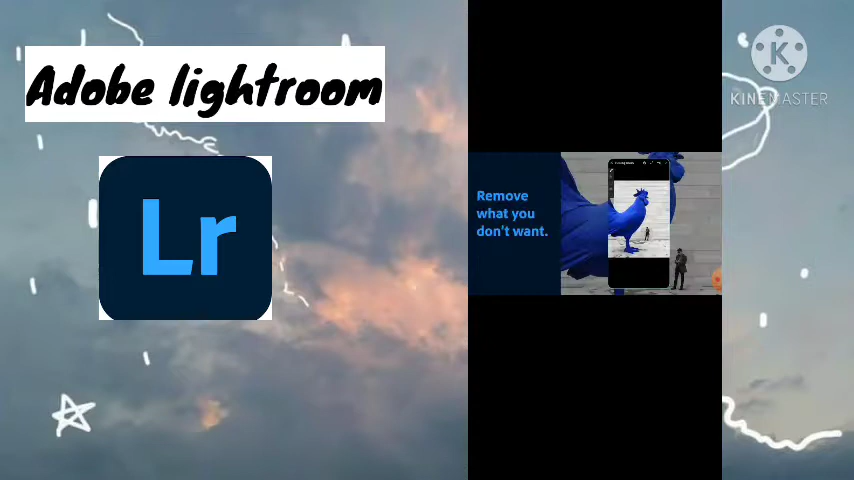 Adobe lightroom
Lr
Remove
what you
don't want.
K
KINEMASTER